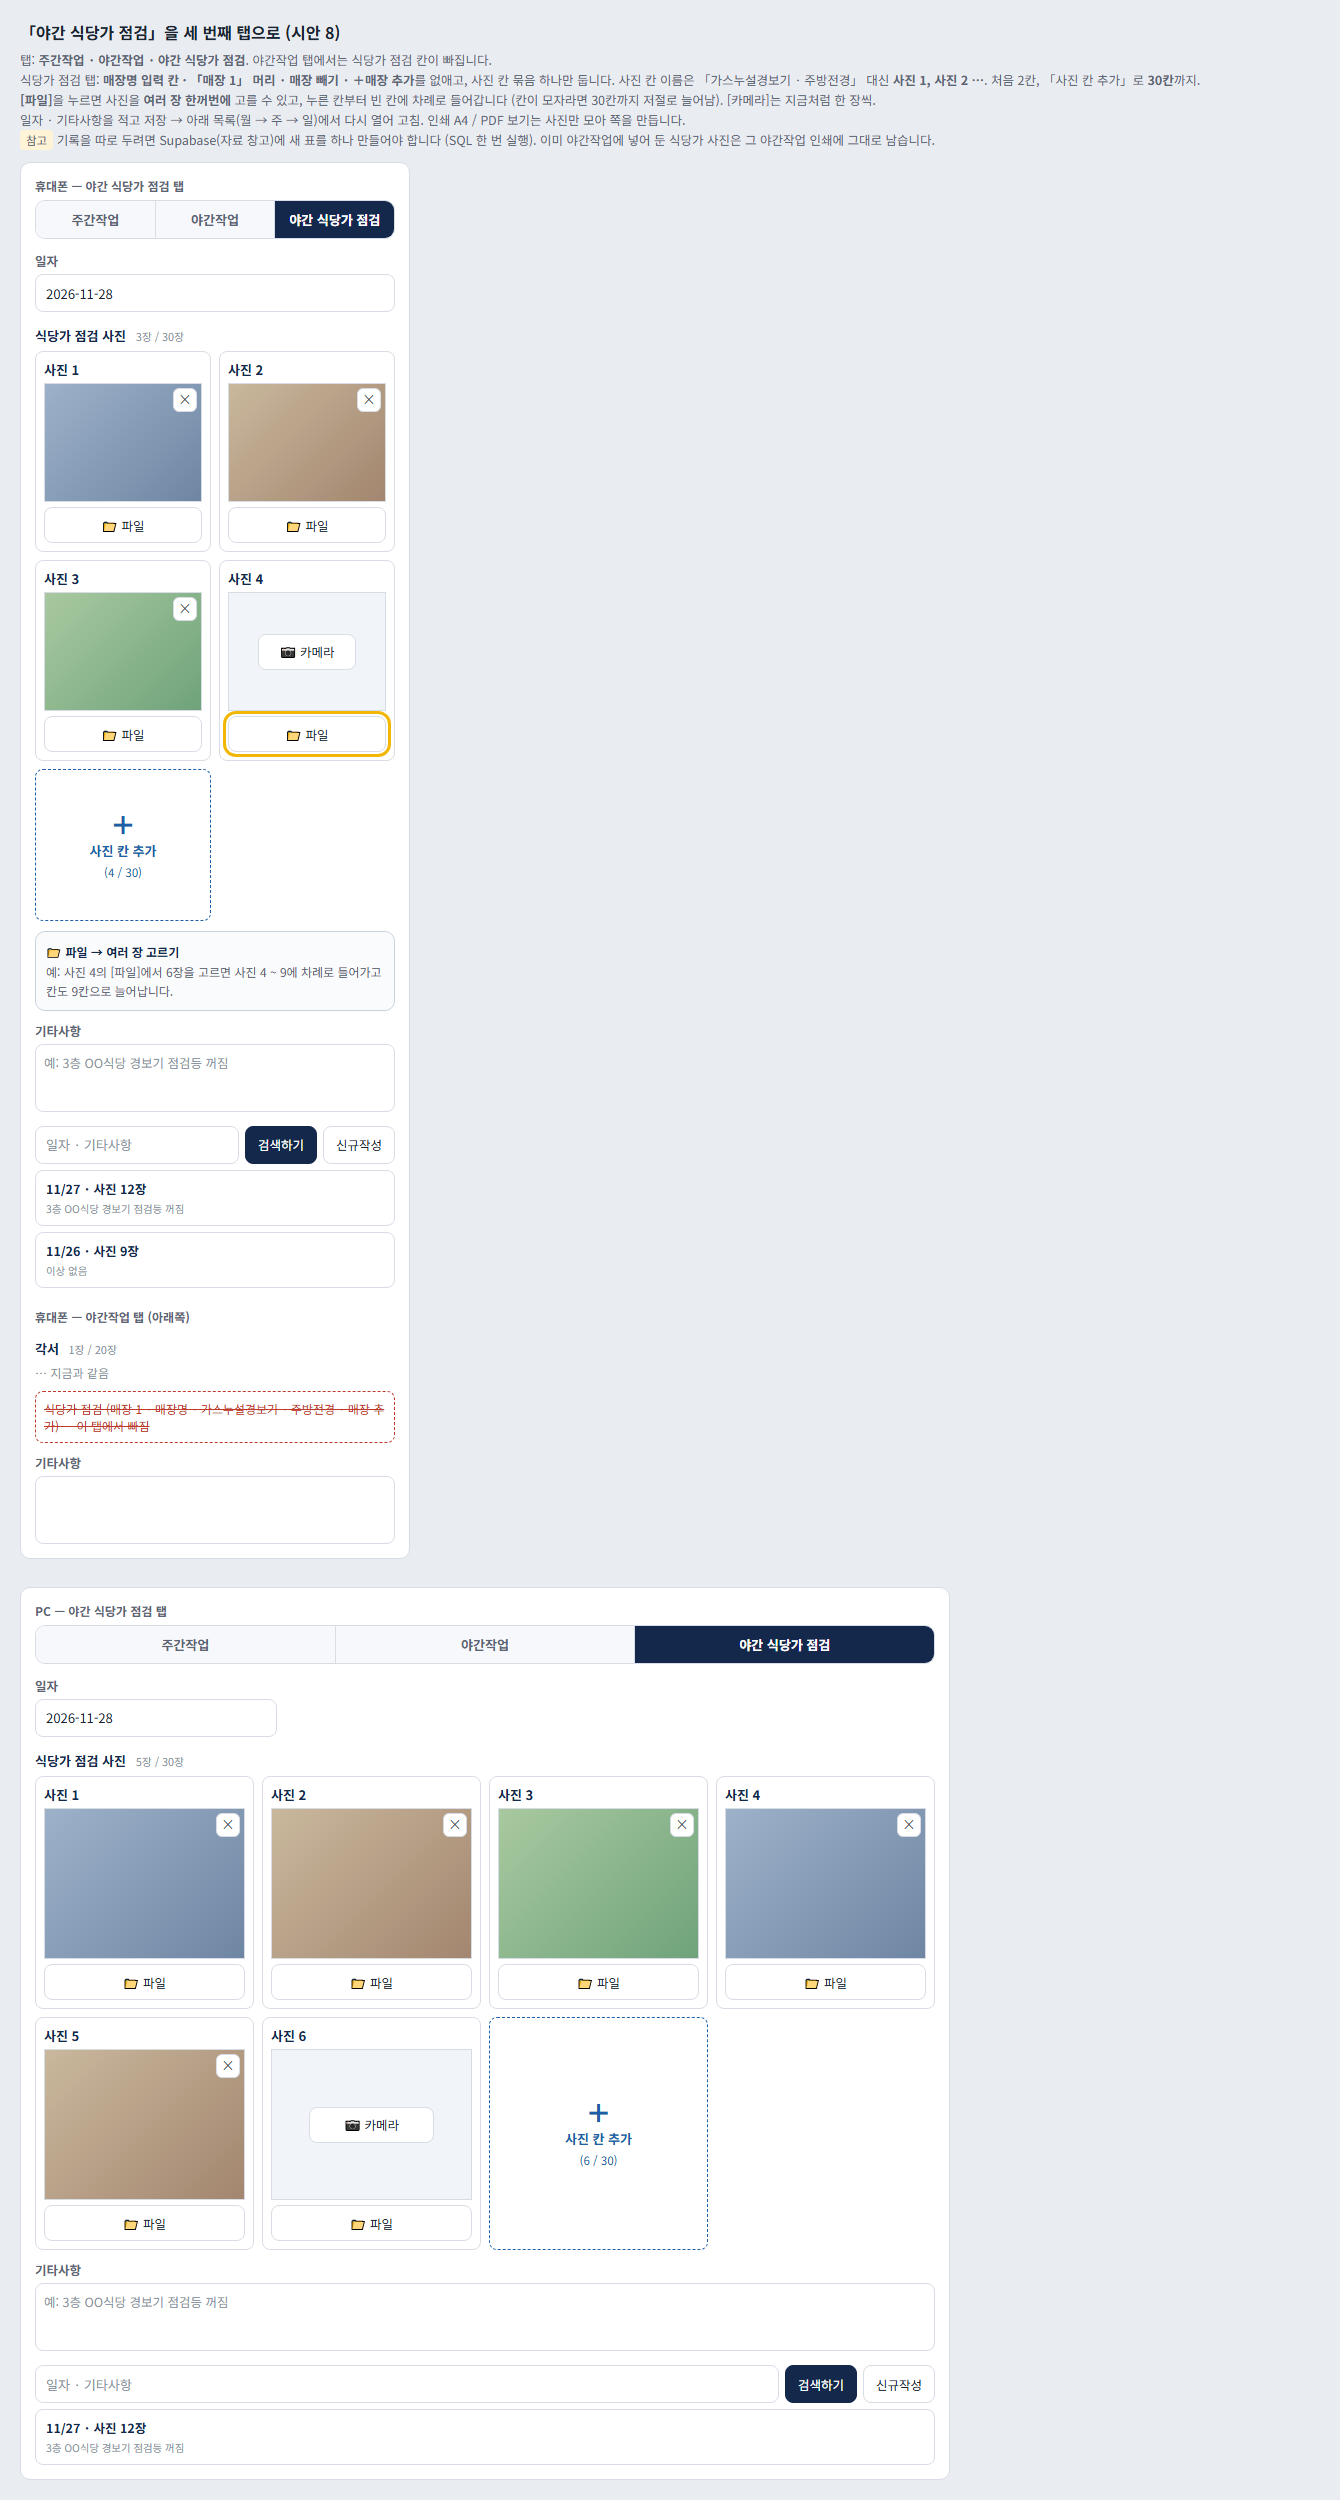 「야간 식당가 점검」을 세 번째 탭으로 (시안 8)
탭: 주간작업 · 야간작업 · 야간 식당가 점검. 야간작업 탭에서는 식당가 점검 칸이 빠집니다.
식당가 점검 탭: 매장명 입력 칸 · 「매장 1」 머리 · 매장 빼기 · ＋매장 추가를 없애고, 사진 칸 묶음 하나만 둡니다. 사진 칸 이름은 「가스누설경보기 · 주방전경」 대신 사진 1, 사진 2 …. 처음 2칸, 「사진 칸 추가」로 30칸까지.
[파일]을 누르면 사진을 여러 장 한꺼번에 고를 수 있고, 누른 칸부터 빈 칸에 차례로 들어갑니다 (칸이 모자라면 30칸까지 저절로 늘어남). [카메라]는 지금처럼 한 장씩.
일자 · 기타사항을 적고 저장 → 아래 목록(월 → 주 → 일)에서 다시 열어 고침. 인쇄 A4 / PDF 보기는 사진만 모아 쪽을 만듭니다.
참고 기록을 따로 두려면 Supabase(자료 창고)에 새 표를 하나 만들어야 합니다 (SQL 한 번 실행). 이미 야간작업에 넣어 둔 식당가 사진은 그 야간작업 인쇄에 그대로 남습니다.
휴대폰 — 야간 식당가 점검 탭
주간작업 야간작업 야간 식당가 점검
일자
2026-11-28
식당가 점검 사진 3장 / 30장
사진 1 사진 2
× ×
📁 파일 📁 파일
사진 3 사진 4
×
📷 카메라
📁 파일 📁 파일
＋
사진 칸 추가
(4 / 30)
📁 파일 → 여러 장 고르기
예: 사진 4의 [파일]에서 6장을 고르면 사진 4 ~ 9에 차례로 들어가고
칸도 9칸으로 늘어납니다.
기타사항
예: 3층 OO식당 경보기 점검등 꺼짐
일자 · 기타사항 검색하기 신규작성
11/27 · 사진 12장
3층 OO식당 경보기 점검등 꺼짐
11/26 · 사진 9장
이상 없음
휴대폰 — 야간작업 탭 (아래쪽)
각서 1장 / 20장
… 지금과 같음
식당가 점검 (매장 1 · 매장명 · 가스누설경보기 · 주방전경 · 매장 추
가) — 이 탭에서 빠짐
기타사항
PC — 야간 식당가 점검 탭
주간작업 야간작업 야간 식당가 점검
일자
2026-11-28
식당가 점검 사진 5장 / 30장
사진 1 사진 2 사진 3 사진 4
× × × ×
📁 파일 📁 파일 📁 파일 📁 파일
사진 5 사진 6
×
📷 카메라
＋
사진 칸 추가
(6 / 30)
📁 파일 📁 파일
기타사항
예: 3층 OO식당 경보기 점검등 꺼짐
일자 · 기타사항 검색하기 신규작성
11/27 · 사진 12장
3층 OO식당 경보기 점검등 꺼짐